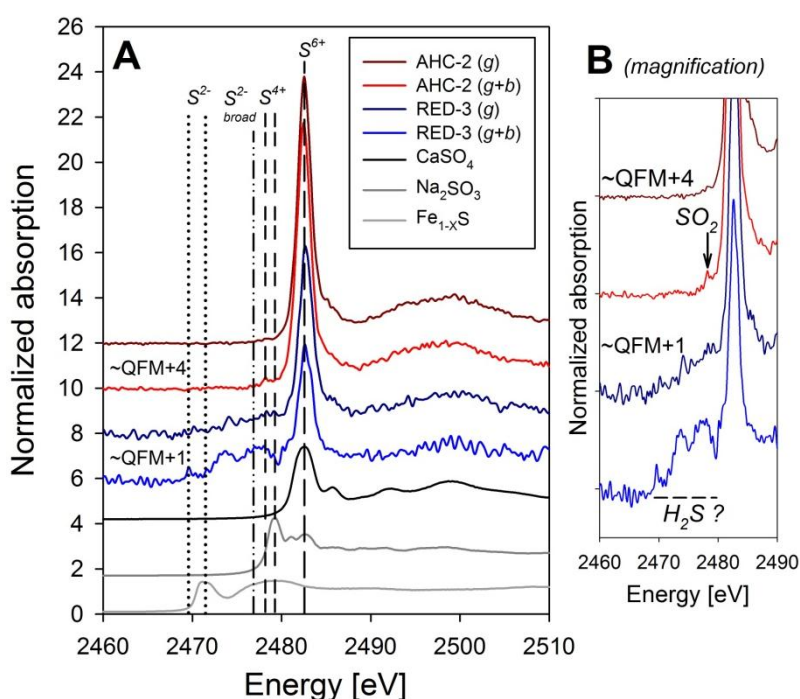 A
S²⁻
S²⁻
broad
S⁴⁺
S⁶⁺
AHC-2 (g)
AHC-2 (g+b)
RED-3 (g)
RED-3 (g+b)
CaSO₄
Na₂SO₃
Fe₁₋ₓS
~QFM+4
~QFM+1
26
24
22
20
18
16
14
12
10
8
6
4
2
0
Normalized absorption
2460
2470
2480
2490
2500
2510
Energy [eV]
B (magnification)
~QFM+4
SO₂
~QFM+1
H₂S ?
Normalized absorption
2460
2470
2480
2490
Energy [eV]